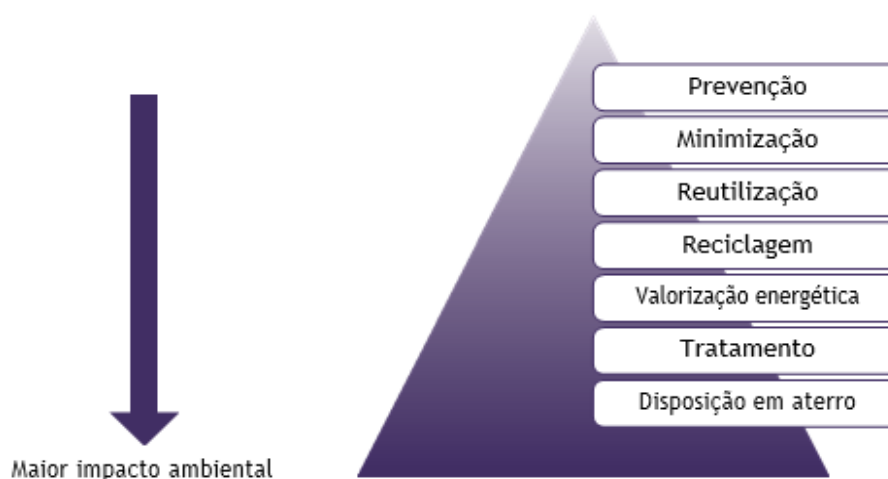 Prevenção
Minimização
Reutilização
Reciclagem
Valorização energética
Tratamento
Disposição em aterro
Maior impacto ambiental